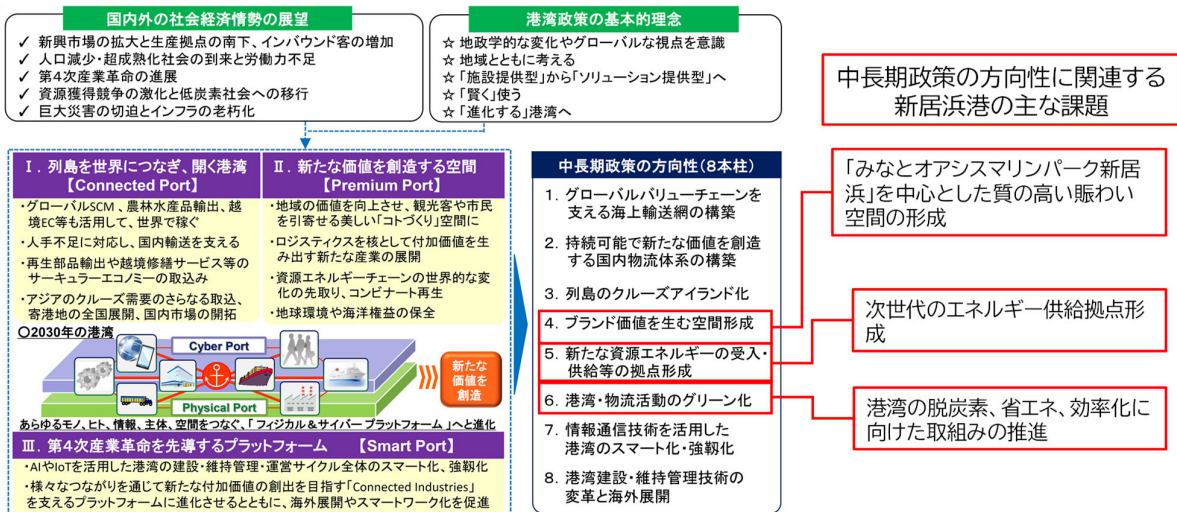 国内外の社会経済情勢の展望
✓ 新興市場の拡大と生産拠点の南下、インバウンド客の増加
✓ 人口減少・超成熟化社会の到来と労働力不足
✓ 第4次産業革命の進展
✓ 資源獲得競争の激化と低炭素社会への移行
✓ 巨大災害の切迫とインフラの老朽化
港湾政策の基本的理念
☆ 地政学的な変化やグローバルな視点を意識
☆ 地域とともに考える
☆ 「施設提供型」から「ソリューション提供型」へ
☆ 「賢く」使う
☆ 「進化する」港湾へ
中長期政策の方向性に関連する
新居浜港の主な課題
Ⅰ．列島を世界につなぎ、開く港湾
【Connected Port】
・グローバルSCM、農林水産品輸出、越
境EC等も活用して、世界で稼ぐ
・人手不足に対応し、国内輸送を支える
・再生部品輸出や越境修繕サービス等の
サーキュラーエコノミーの取込み
・アジアのクルーズ需要のさらなる取込、
寄港地の全国展開、国内市場の開拓
Ⅱ．新たな価値を創造する空間
【Premium Port】
・地域の価値を向上させ、観光客や市民
を引寄せる美しい「コトづくり」空間に
・ロジスティクスを核として付加価値を生
み出す新たな産業の展開
・資源エネルギーチェーンの世界的な変
化の先取り、コンビナート再生
・地球環境や海洋権益の保全
〇2030年の港湾
Cyber Port
Physical Port
新たな
価値を
創造
あらゆるモノ、ヒト、情報、主体、空間をつなぐ、「フィジカル＆サイバー プラットフォーム」へと進化
Ⅲ．第4次産業革命を先導するプラットフォーム 【Smart Port】
・AIやIoTを活用した港湾の建設・維持管理・運営サイクル全体のスマート化、強靱化
・様々なつながりを通じて新たな付加価値の創出を目指す「Connected Industries」
を支えるプラットフォームに進化させるとともに、海外展開やスマートワーク化を促進
中長期政策の方向性（8本柱）
1．グローバルバリューチェーンを
支える海上輸送網の構築
2．持続可能で新たな価値を創造
する国内物流体系の構築
3．列島のクルーズアイランド化
4．ブランド価値を生む空間形成
5．新たな資源エネルギーの受入・
供給等の拠点形成
6．港湾・物流活動のグリーン化
7．情報通信技術を活用した
港湾のスマート化・強靱化
8．港湾建設・維持管理技術の
変革と海外展開
「みなとオアシスマリンパーク新居
浜」を中心とした質の高い賑わい
空間の形成
次世代のエネルギー供給拠点形
成
港湾の脱炭素、省エネ、効率化に
向けた取組みの推進